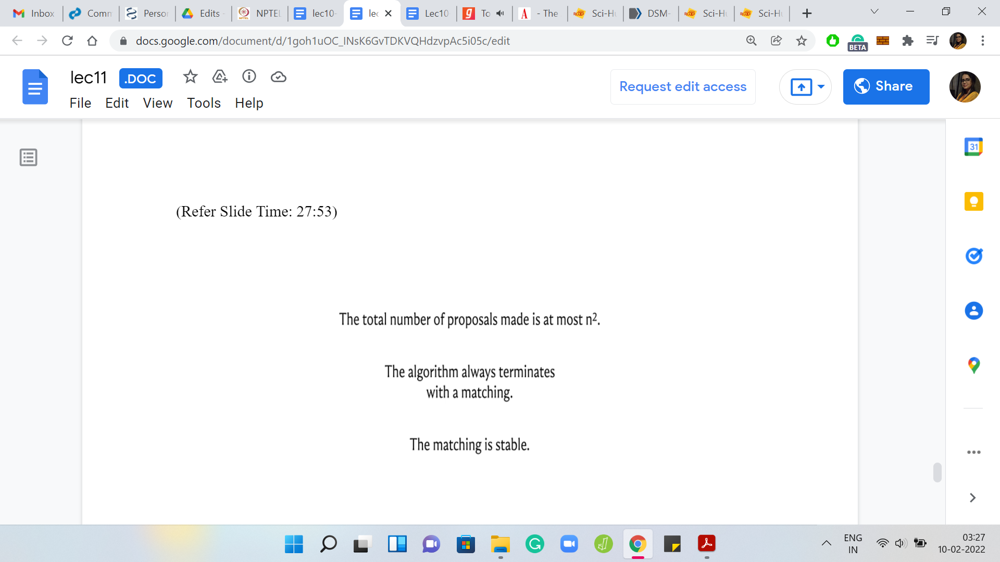 Inbox
Comm
Person
Edits -
NPTEL
lec10-
lec
Lec10
To
- The
Sci-Hu
DSM-
Sci-Hu
Sci-Hu
docs.google.com/document/d/1goh1uOC_INsK6GvTDKVQHdzvpAc5i05c/edit
BETA
lec11 .DOC
File Edit View Tools Help
Request edit access
Share
31
(Refer Slide Time: 27:53)
The total number of proposals made is at most n².
The algorithm always terminates
with a matching.
The matching is stable.
ENG
IN
03:27
10-02-2022